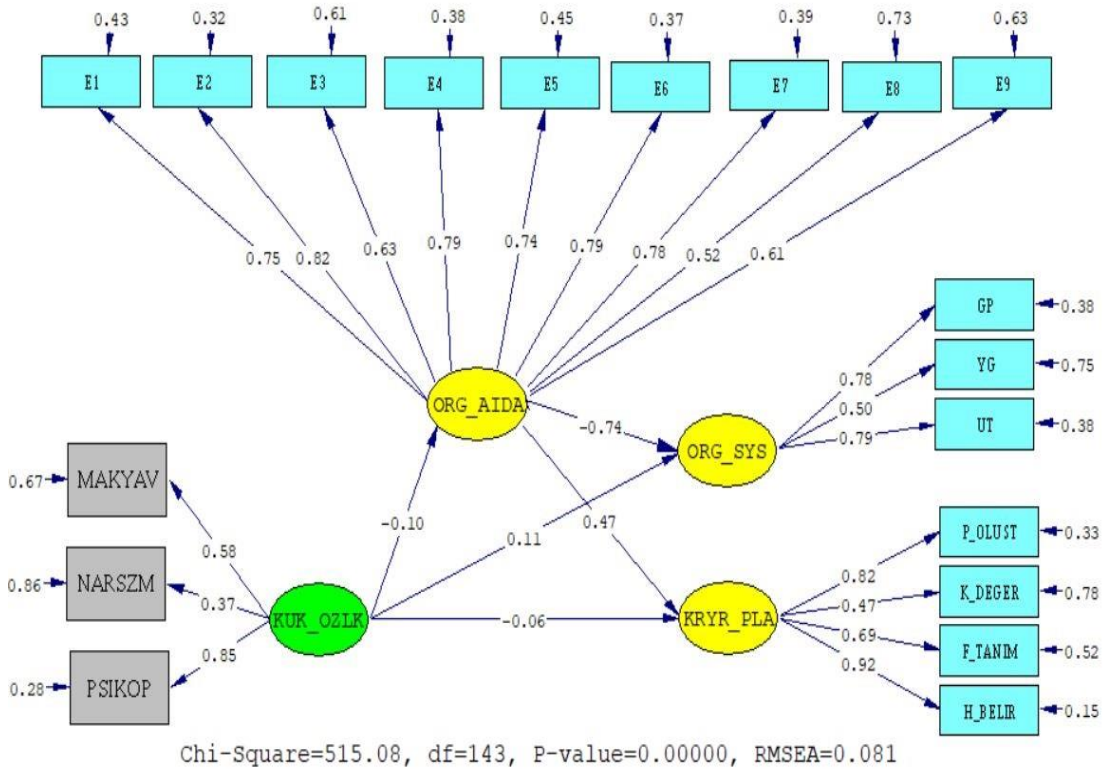 0.43 0.32 0.61 0.38 0.45 0.37 0.39 0.73 0.63
E1 E2 E3 E4 E5 E6 E7 E8 E9
0.75 0.82 0.63 0.79 0.74 0.79 0.78 0.52 0.61
GP 0.38
YG 0.75
UT 0.38
0.78
0.50
0.79
ORG_AIDA
-0.74
ORG_SYS
0.67 MAKYAV
0.86 NARSZM
0.28 PSIKOP
0.58
0.37
0.85
KUK_OZLK
-0.10
0.11
0.47
-0.06
KRYR_PLA
0.82
0.47
0.69
0.92
P_OLUST 0.33
K_DEGER 0.78
F_TANIM 0.52
H_BELIR 0.15
Chi-Square=515.08, df=143, P-value=0.00000, RMSEA=0.081